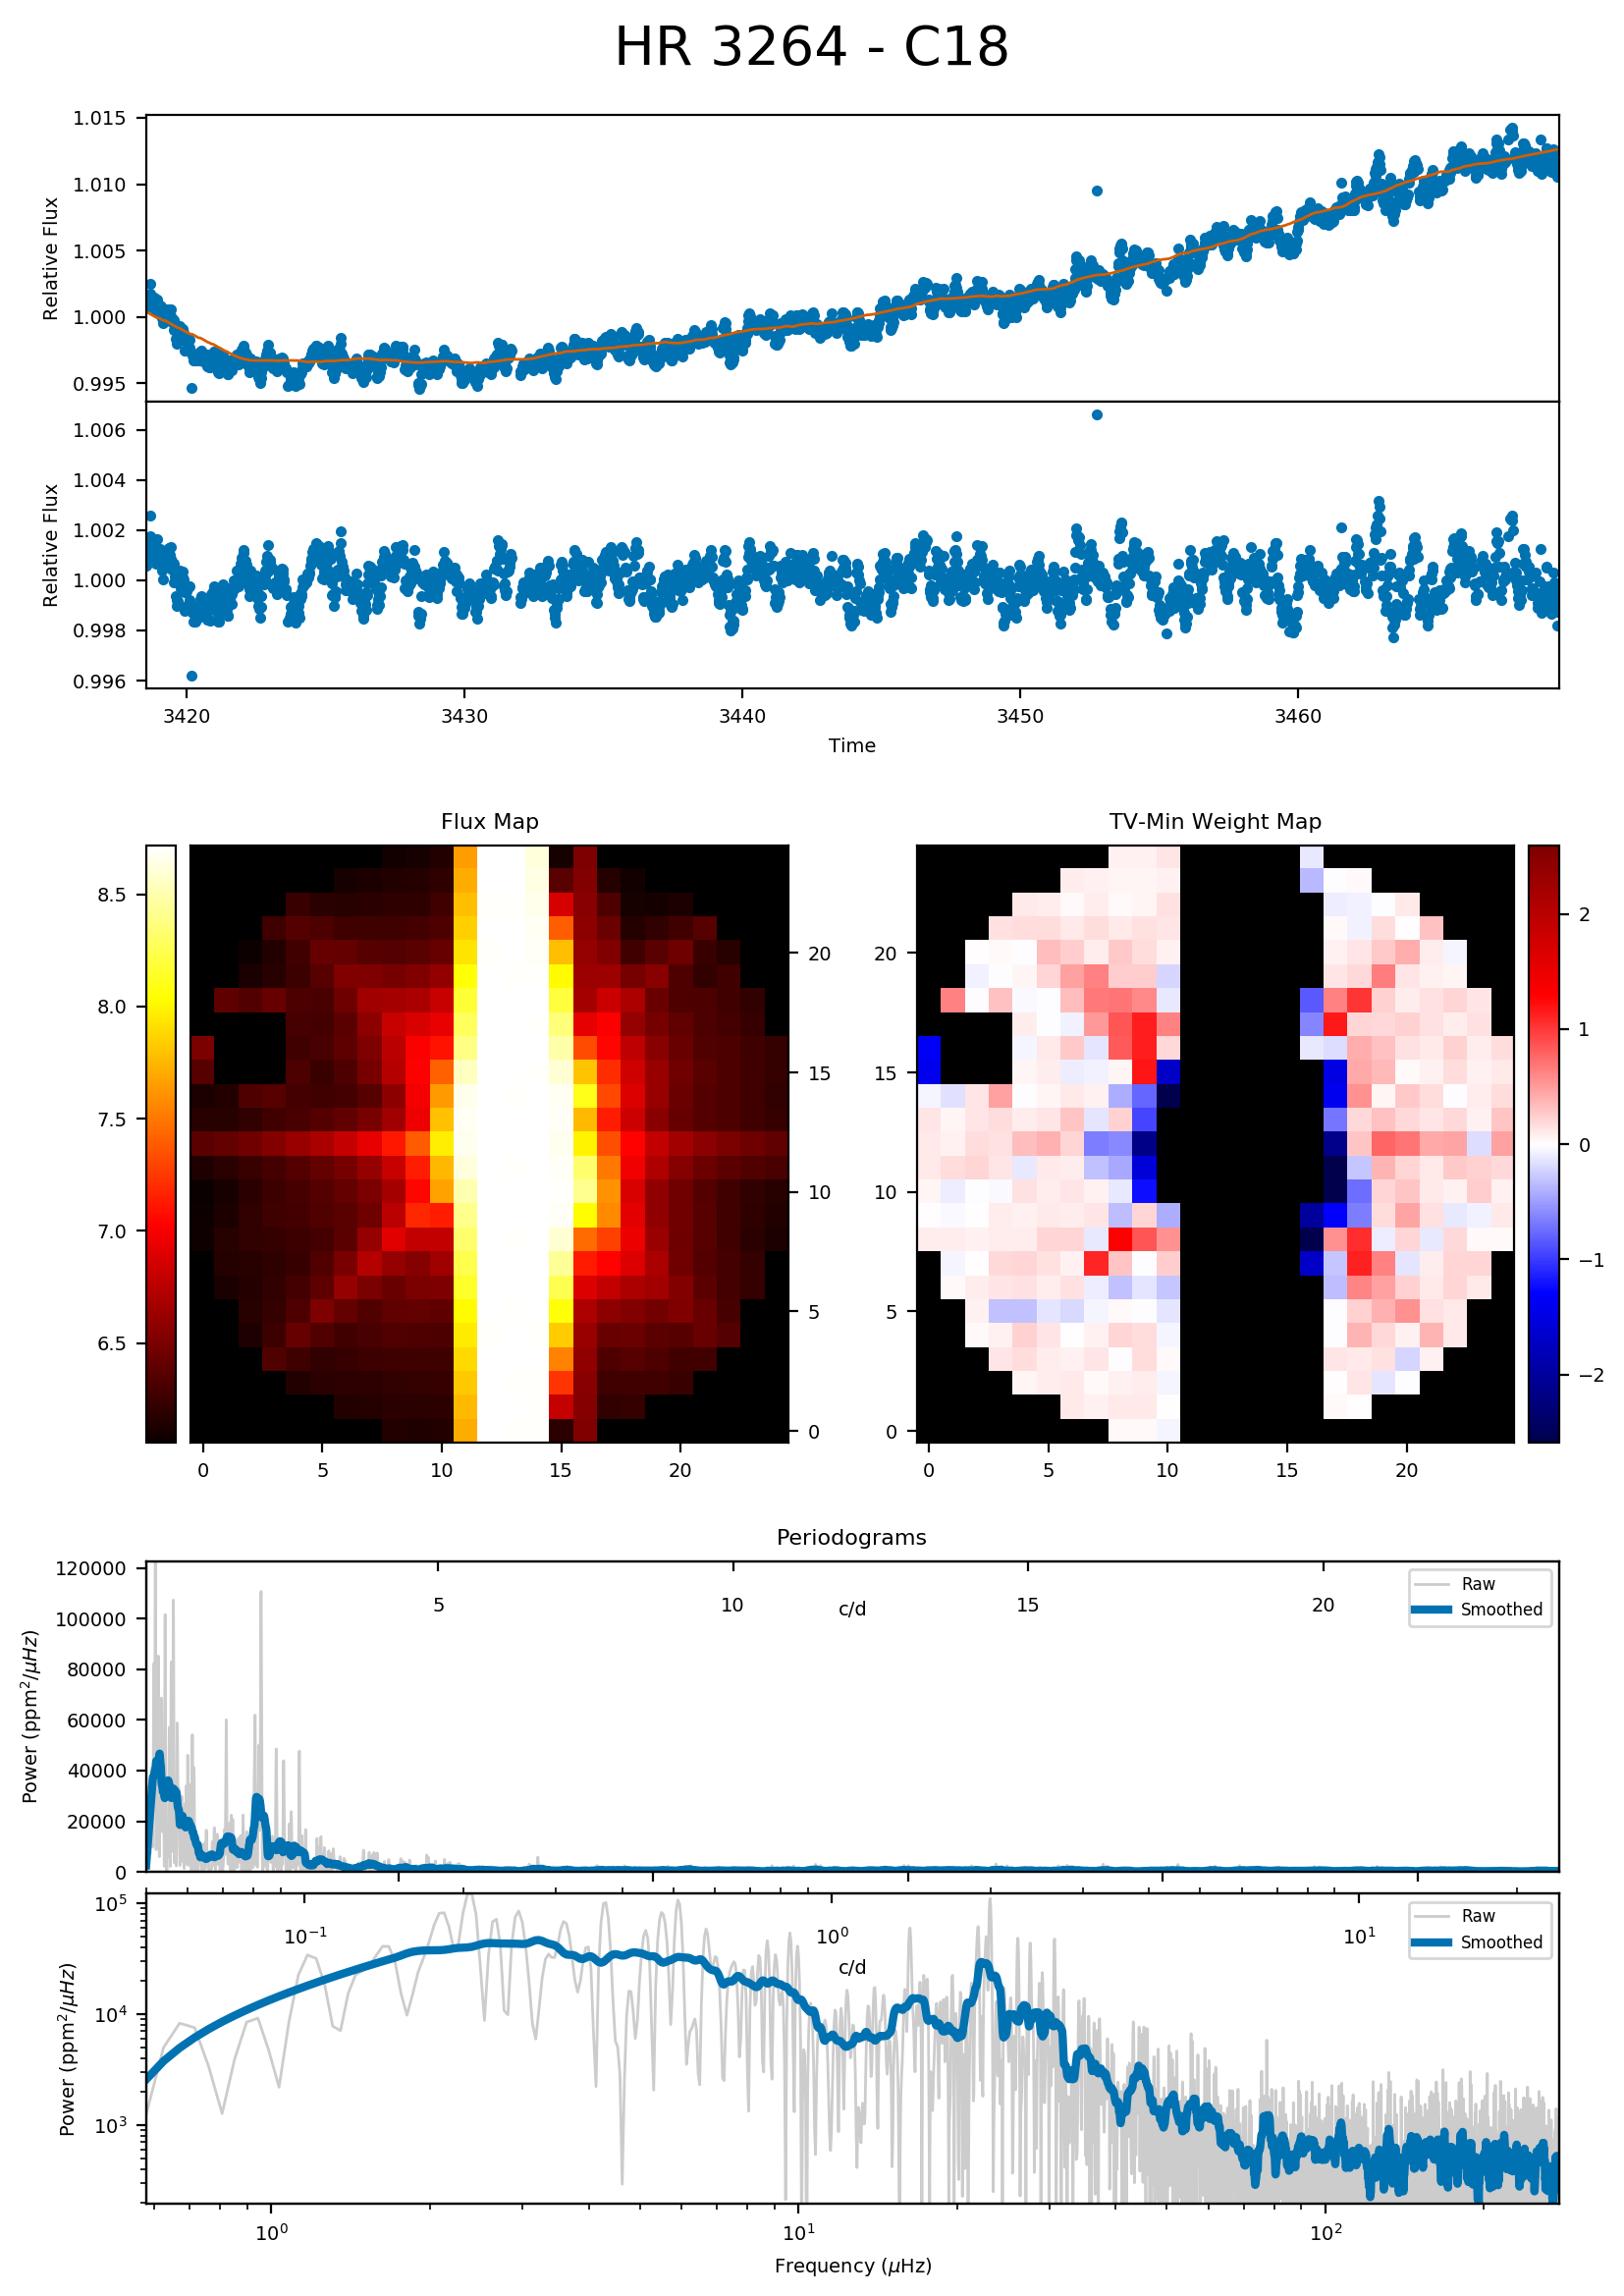 HR 3264 - C18
1.015
1.010
1.005
1.000
0.995
Relative Flux
1.006
1.004
1.002
1.000
0.998
0.996
Relative Flux
3420 3430 3440 3450 3460
Time
Flux Map
TV-Min Weight Map
8.5
8.0
7.5
7.0
6.5
20
15
10
5
0
0 5 10 15 20
20
15
10
5
0
0 5 10 15 20
2
1
0
−1
−2
Periodograms
120000
100000
80000
60000
40000
20000
0
Power (ppm²/μHz)
5 10 15 20
c/d
Raw
Smoothed
10⁵
10⁴
10³
Power (ppm²/μHz)
10⁻¹ 10⁰ 10¹
c/d
Raw
Smoothed
10⁰ 10¹ 10²
Frequency (μHz)